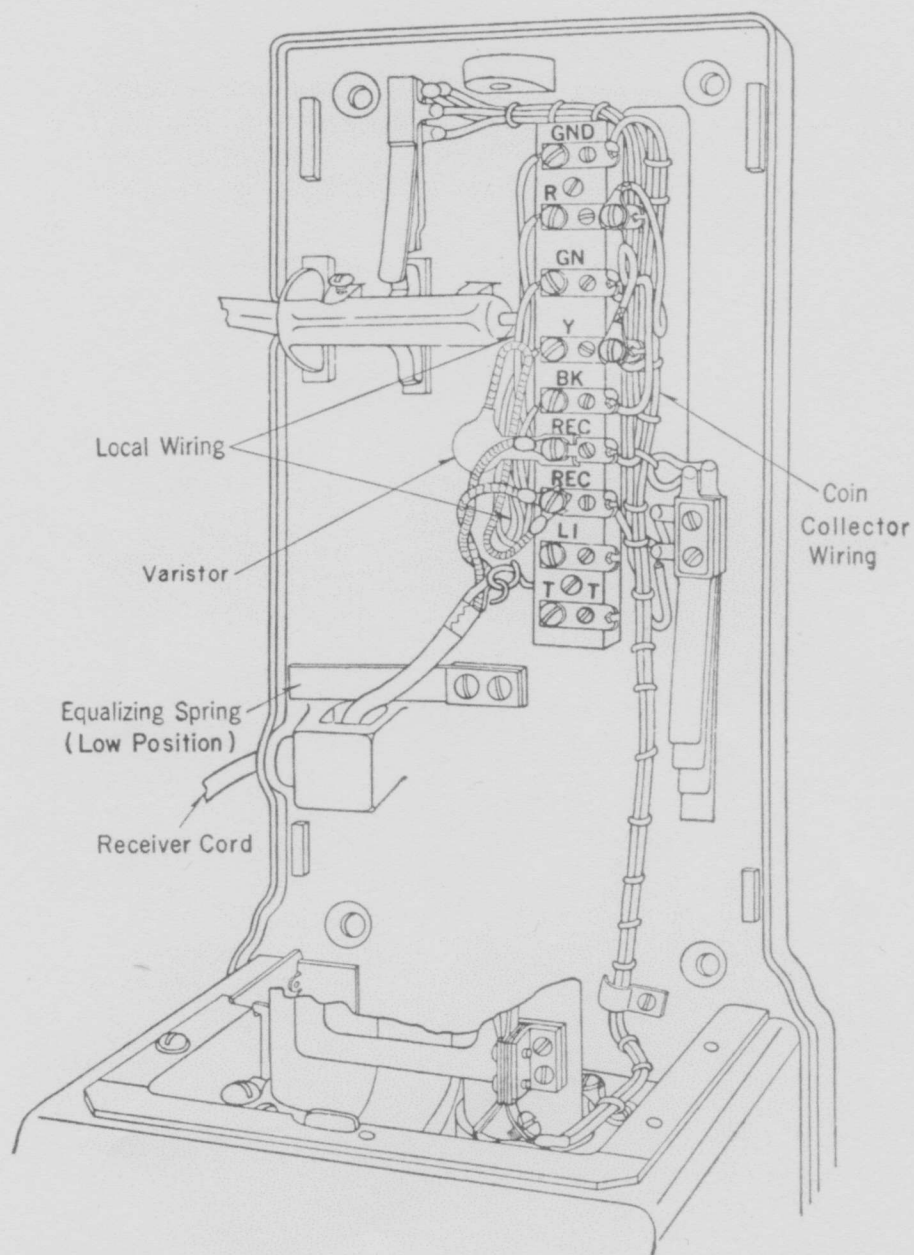 GND
R
GN
Y
BK
REC
REC
LI
T T
Local Wiring
Varistor
Coin
Collector
Wiring
Equalizing Spring
(Low Position)
Receiver Cord